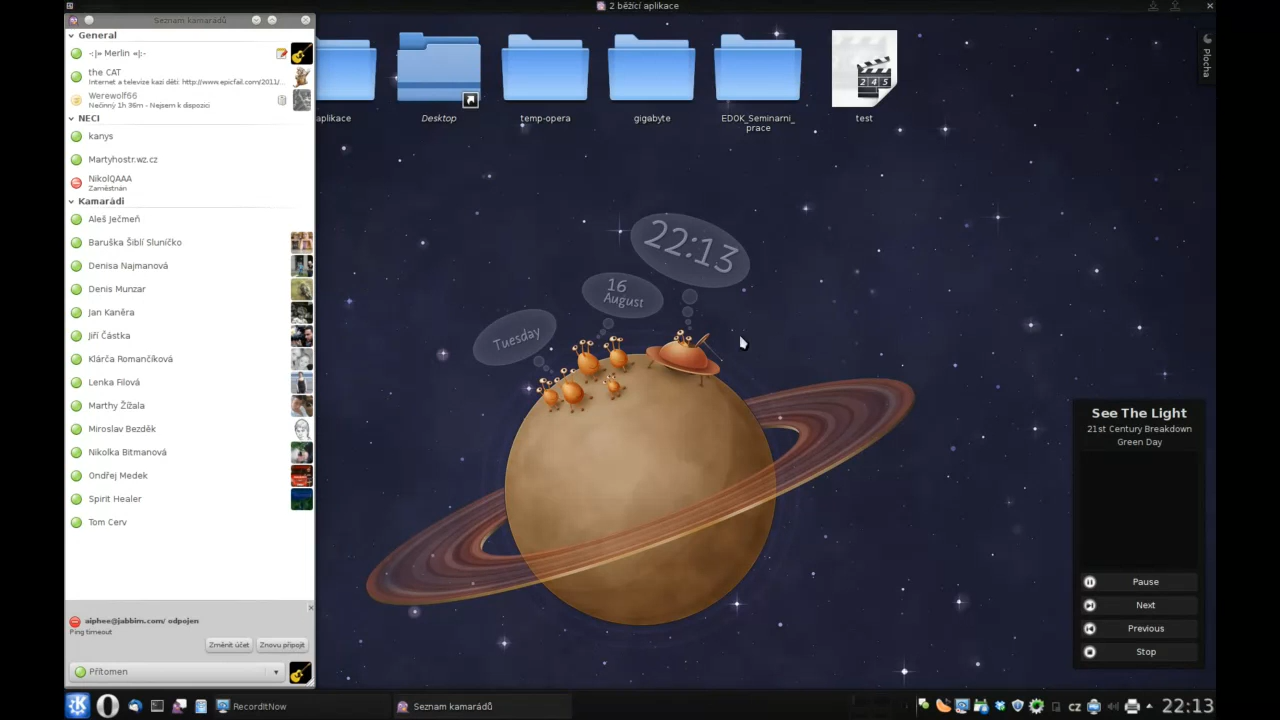 2 běžící aplikace
Seznam kamarádů
General
-:|» Merlin «|:-
the CAT
Internet a televize kazí děti: http://www.epicfail.com/2011/...
Werewolf66
Nečinný 1h 36m - Nejsem k dispozici
NECI
kanys
Martyhostr.wz.cz
NikolQAAA
Zaměstnán
Kamarádi
Aleš Ječmeň
Baruška Šiblí Sluníčko
Denisa Najmanová
Denis Munzar
Jan Kaněra
Jiří Částka
Klárča Romančíková
Lenka Filová
Marthy Žížala
Miroslav Bezděk
Nikolka Bitmanová
Ondřej Medek
Spirit Healer
Tom Cerv
aiphee@jabbim.com/ odpojen
Ping timeout
Změnit účet
Znovu připojit
Přítomen
aplikace
Desktop
temp-opera
gigabyte
EDOK_Seminarni_
prace
2 4 5
test
Plocha
22:13
16
August
Tuesday
See The Light
21st Century Breakdown
Green Day
Pause
Next
Previous
Stop
RecordItNow
Seznam kamarádů
cz
22:13